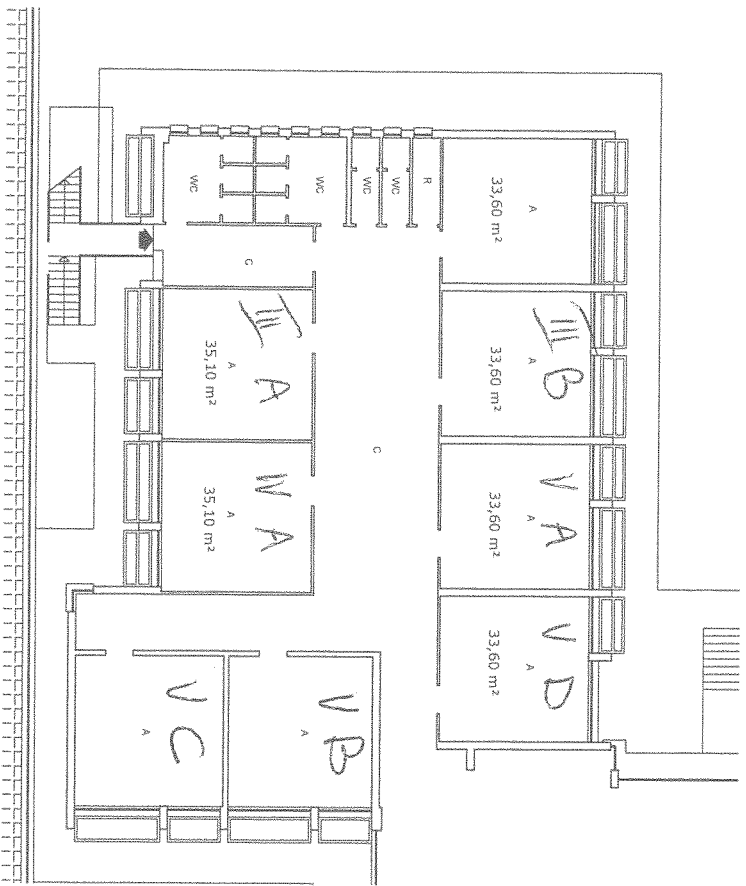 A
33,60 m²
III B
A
33,60 m²
V A
A
33,60 m²
V D
A
33,60 m²
R
WC
WC
WC
C
WC
C
III A
A
35,10 m²
IV A
A
35,10 m²
V B
A
V C
A